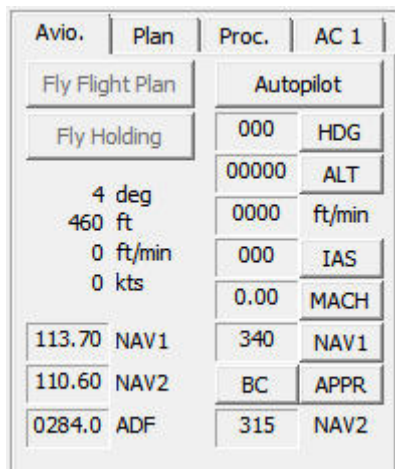 Avio. Plan Proc. AC 1
Fly Flight Plan Autopilot
Fly Holding 000 HDG
00000 ALT
4 deg
460 ft 0000 ft/min
0 ft/min 000 IAS
0 kts
0.00 MACH
113.70 NAV1 340 NAV1
110.60 NAV2 BC APPR
0284.0 ADF 315 NAV2